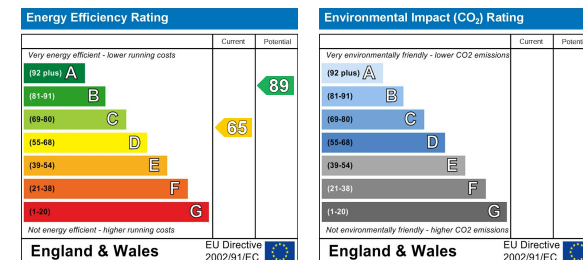 Energy Efficiency Rating
Current Potential
Very energy efficient - lower running costs
(92 plus) A
(81-91) B
89
(69-80) C
65
(55-68) D
(39-54) E
(21-38) F
(1-20) G
Not energy efficient - higher running costs
England & Wales
EU Directive
2002/91/EC
Environmental Impact (CO2) Rating
Current Potential
Very environmentally friendly - lower CO2 emissions
(92 plus) A
(81-91) B
(69-80) C
(55-68) D
(39-54) E
(21-38) F
(1-20) G
Not environmentally friendly - higher CO2 emissions
England & Wales
EU Directive
2002/91/EC